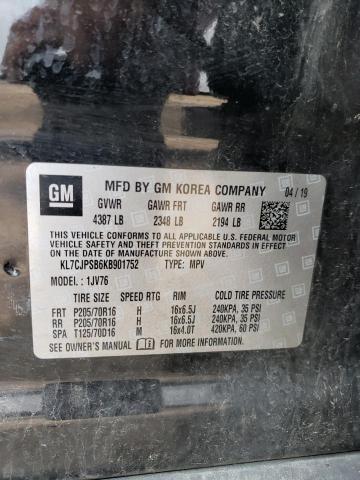 GM
MFD BY GM KOREA COMPANY 04 / 19
GVWR GAWR FRT GAWR RR
4387 LB 2348 LB 2194 LB
THIS VEHICLE CONFORMS TO ALL APPLICABLE U.S. FEDERAL
MOTOR VEHICLE SAFETY, BUMPER, AND THEFT PREVENTION
STANDARDS IN EFFECT ON THE DATE OF MANUFACTURE SHOWN ABOVE.
KL7CJPSB6KB901752 TYPE: MPV
MODEL : 1JV76
TIRE SIZE SPEED RTG RIM COLD TIRE PRESSURE
FRT P205/70R16 H 16x6.5J 240KPA, 35 PSI
RR P205/70R16 H 16x6.5J 240KPA, 35 PSI
SPA T125/70D16 M 16x4.0T 420KPA, 60 PSI
SEE OWNER'S MANUAL FOR MORE INFORMATION